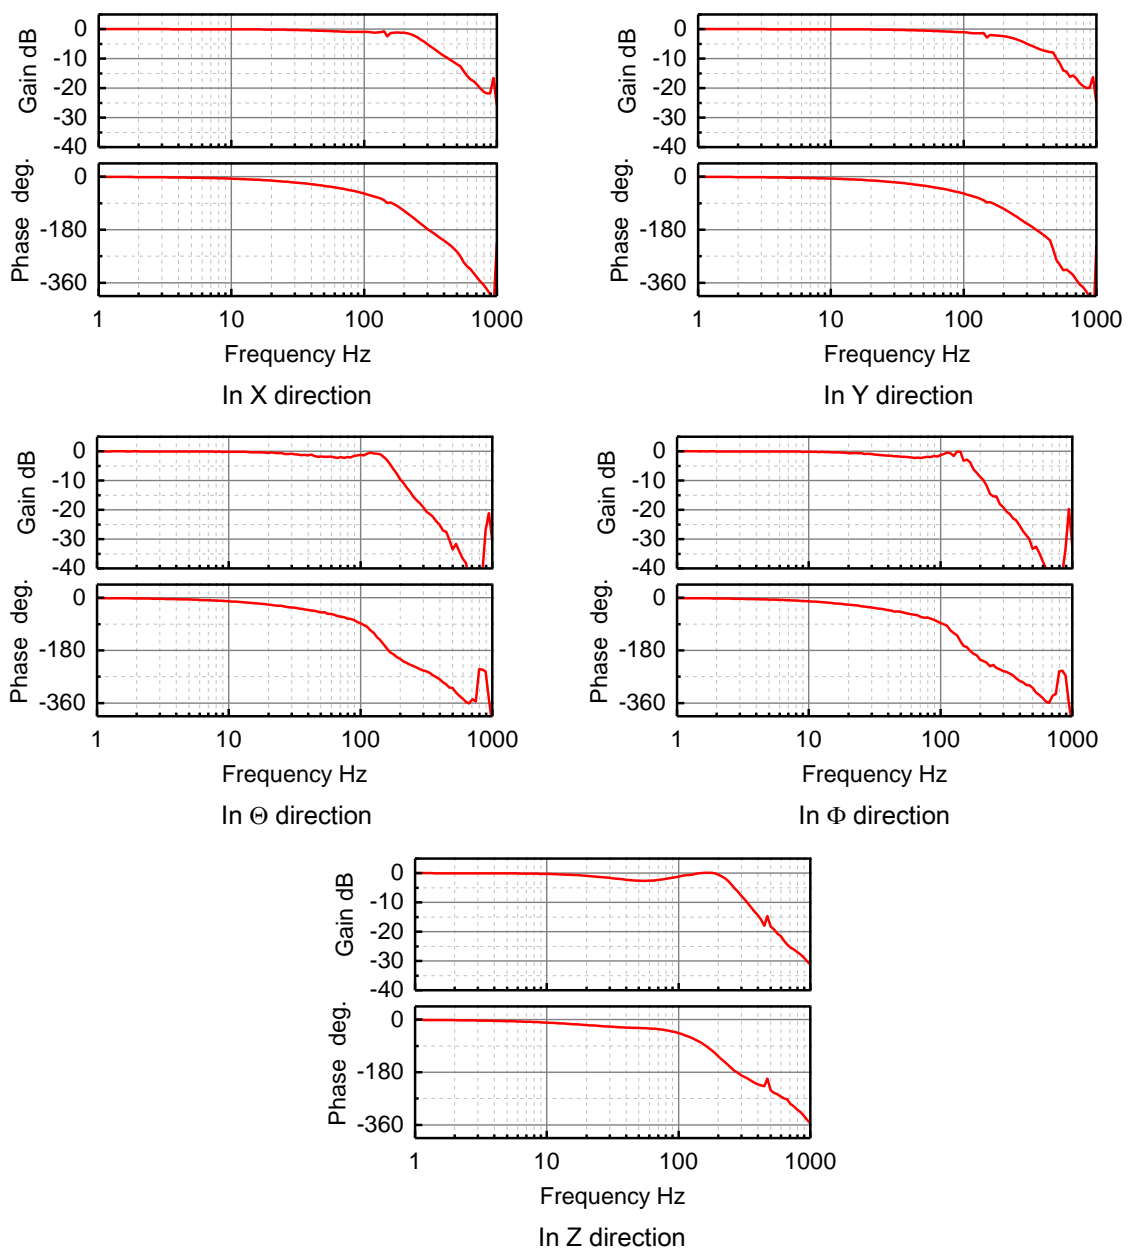 0
-10
-20
-30
-40
Gain dB
0
-180
-360
Phase deg.
1 10 100 1000
Frequency Hz
In X direction
0
-10
-20
-30
-40
Gain dB
0
-180
-360
Phase deg.
1 10 100 1000
Frequency Hz
In Y direction
0
-10
-20
-30
-40
Gain dB
0
-180
-360
Phase deg.
1 10 100 1000
Frequency Hz
In Θ direction
0
-10
-20
-30
-40
Gain dB
0
-180
-360
Phase deg.
1 10 100 1000
Frequency Hz
In Φ direction
0
-10
-20
-30
-40
Gain dB
0
-180
-360
Phase deg.
1 10 100 1000
Frequency Hz
In Z direction